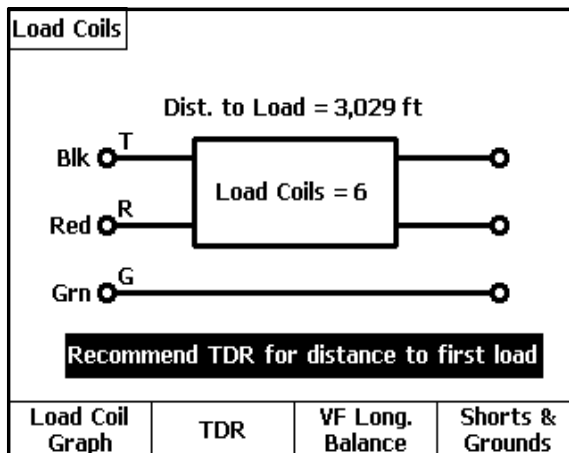 Load Coils
Dist. to Load = 3,029 ft
T
Blk
Load Coils = 6
R
Red
G
Grn
Recommend TDR for distance to first load
Load Coil
Graph
TDR
VF Long.
Balance
Shorts &
Grounds